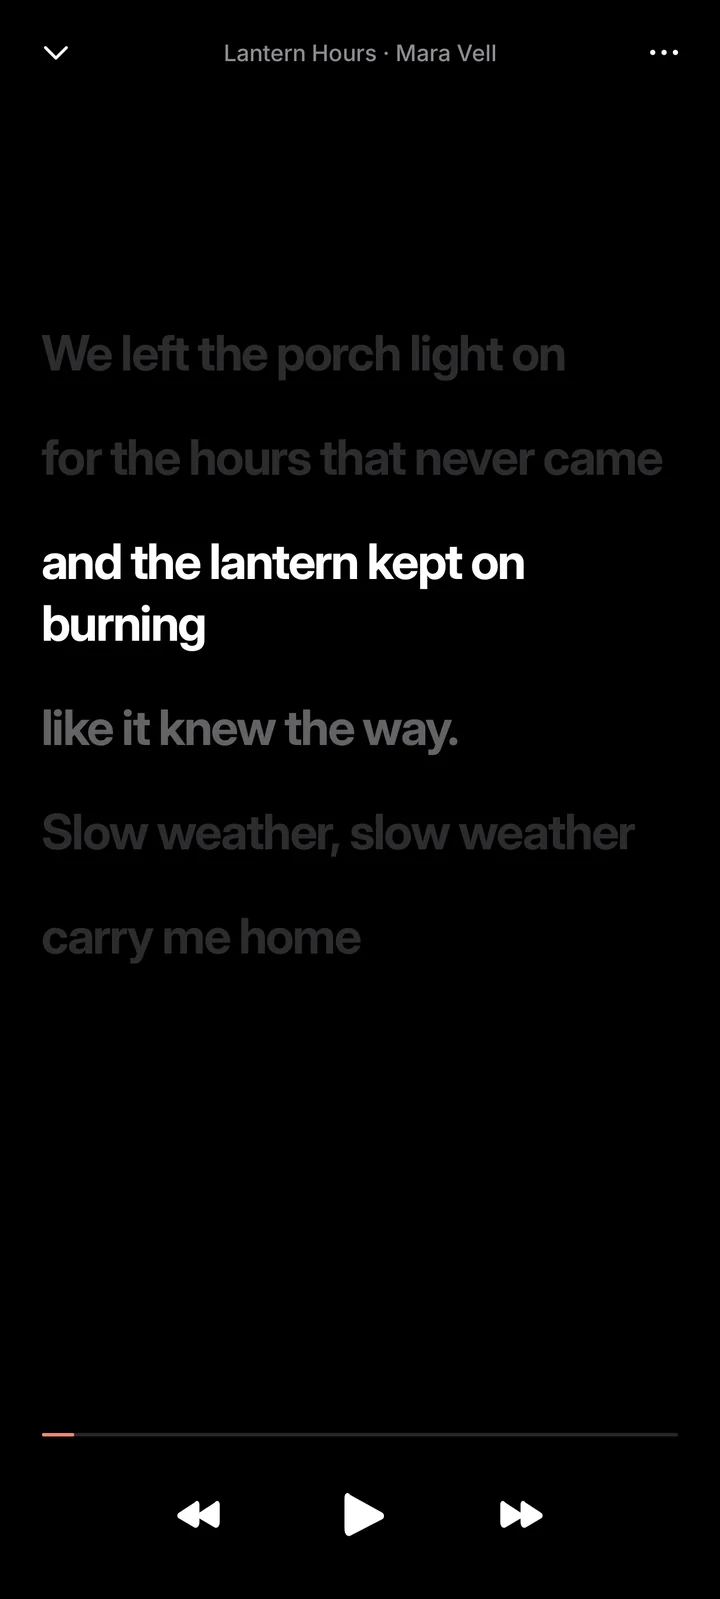 Lantern Hours · Mara Vell
We left the porch light on
for the hours that never came
and the lantern kept on
burning
like it knew the way.
Slow weather, slow weather
carry me home